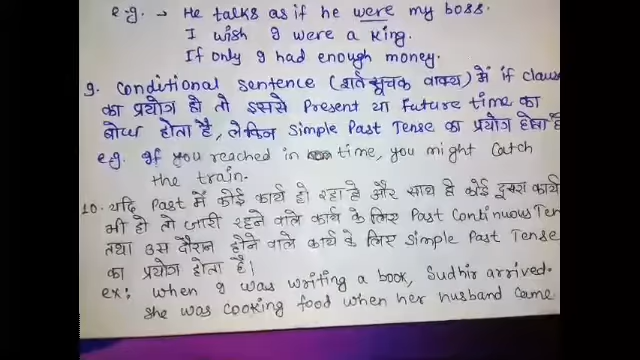 e.g. → He talks as if he were my boss.
I wish I were a king.
If only I had enough money.
9. Conditional sentence (शर्तसूचक वाक्य) में if clause
का प्रयोग हो तो इससे Present या Future time का
बोध होता है, लेकिन Simple Past Tense का प्रयोग होता है
e.g. If you reached in time, you might catch
the train.
10. यदि Past में कोई कार्य हो रहा हे और साथ हे कोई दूसरा कार्य
भी हो तो जारी रहने वाले कार्य के लिए Past Continuous Ten
तथा उस दौरान होने वाले कार्य के लिए Simple Past Tense
का प्रयोग होता है।
ex: when I was writing a book, Sudhir arrived.
She was cooking food when her husband came